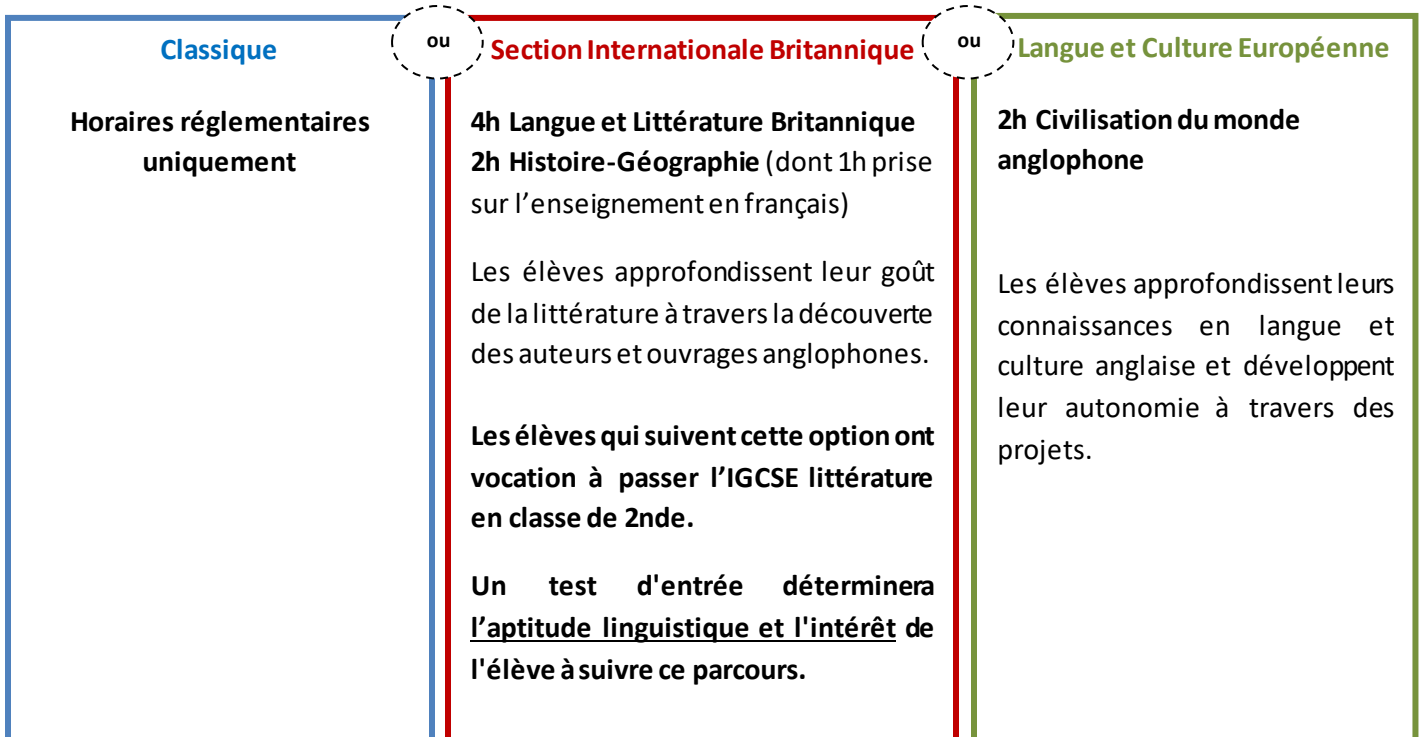 Classique
Horaires réglementaires
uniquement
ou
Section Internationale Britannique
4h Langue et Littérature Britannique
2h Histoire-Géographie (dont 1h prise
sur l’enseignement en français)
Les élèves approfondissent leur goût
de la littérature à travers la découverte
des auteurs et ouvrages anglophones.
Les élèves qui suivent cette option ont
vocation à passer l’IGCSE littérature
en classe de 2nde.
Un test d'entrée déterminera
l’aptitude linguistique et l'intérêt de
l'élève à suivre ce parcours.
ou
Langue et Culture Européenne
2h Civilisation du monde
anglophone
Les élèves approfondissent leurs
connaissances en langue et
culture anglaise et développent
leur autonomie à travers des
projets.